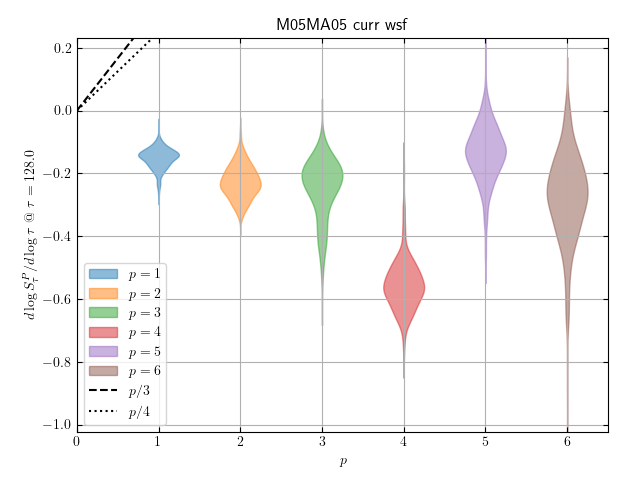 M05MA05 curr wsf
d log S_τ^P / d log τ @ τ = 128.0
0.2
0.0
−0.2
−0.4
−0.6
−0.8
−1.0
p = 1
p = 2
p = 3
p = 4
p = 5
p = 6
p/3
p/4
0 1 2 3 4 5 6
p